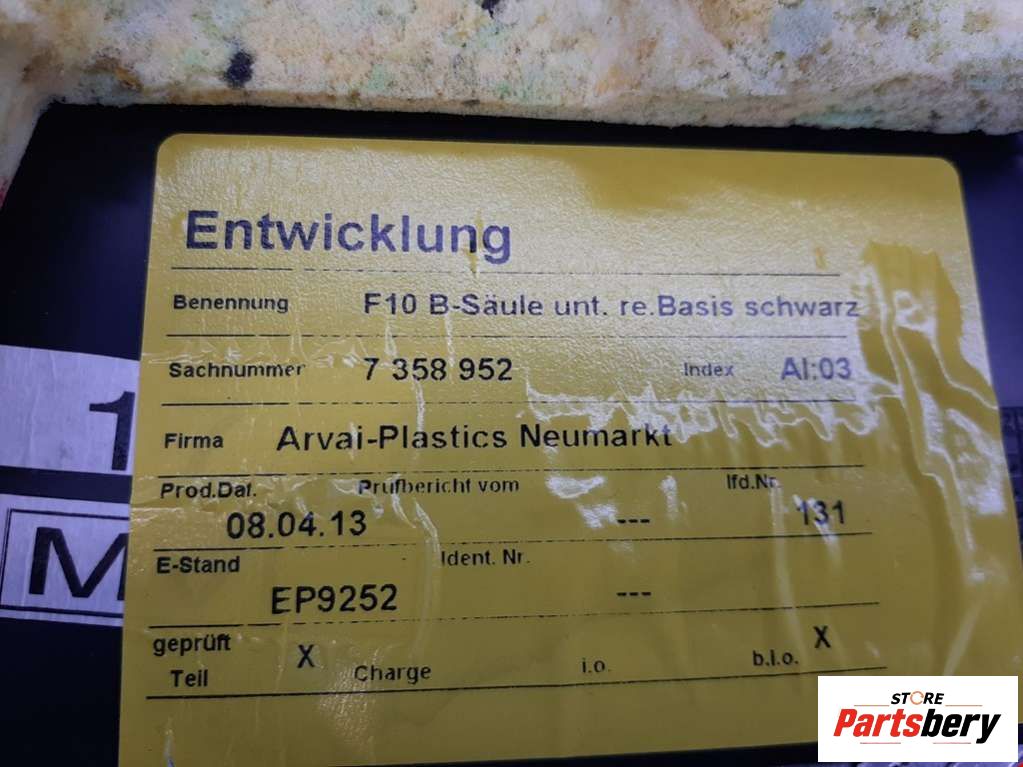 Entwicklung
Benennung F10 B-Säule unt. re.Basis schwarz
Sachnummer 7 358 952 Index AI:03
Firma Arvai-Plastics Neumarkt
Prod.Dat. Prüfbericht vom lfd.Nr.
08.04.13 --- 131
E-Stand Ident. Nr.
EP9252 ---
geprüft X X
Teil Charge i.o. b.i.o.
1
M
STORE
Partsbery